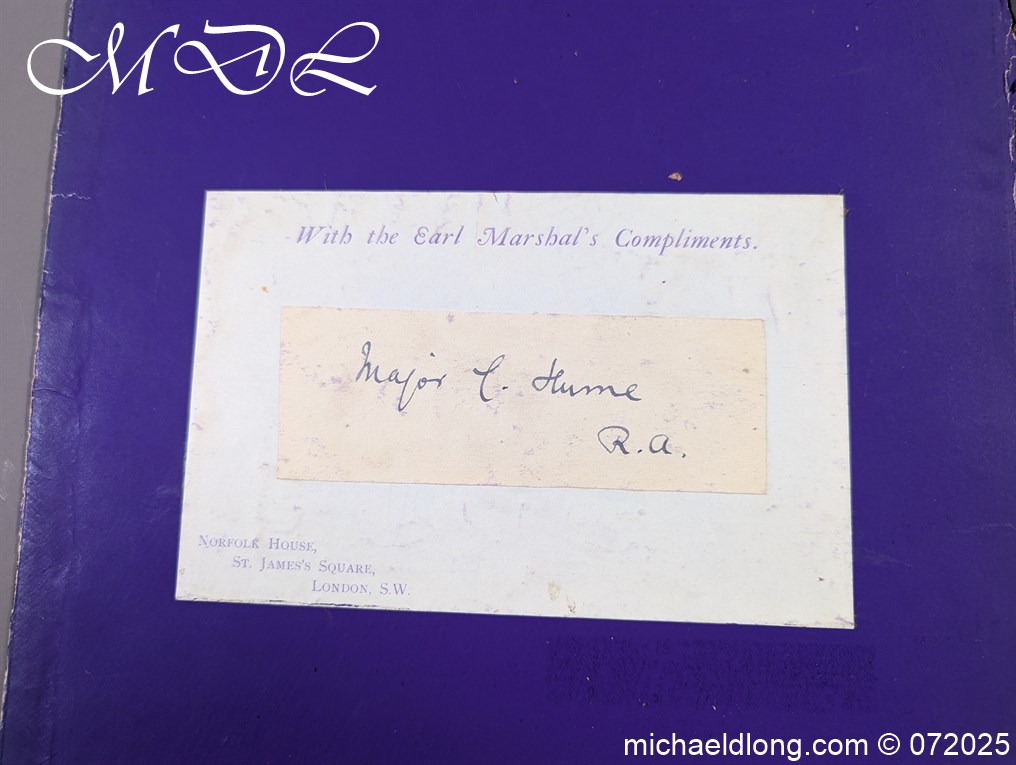 MDL
With the Earl Marshal's Compliments.
Major C. Hume
R.A.
Norfolk House,
St. James's Square,
London, S.W.
michaeldlong.com © 072025